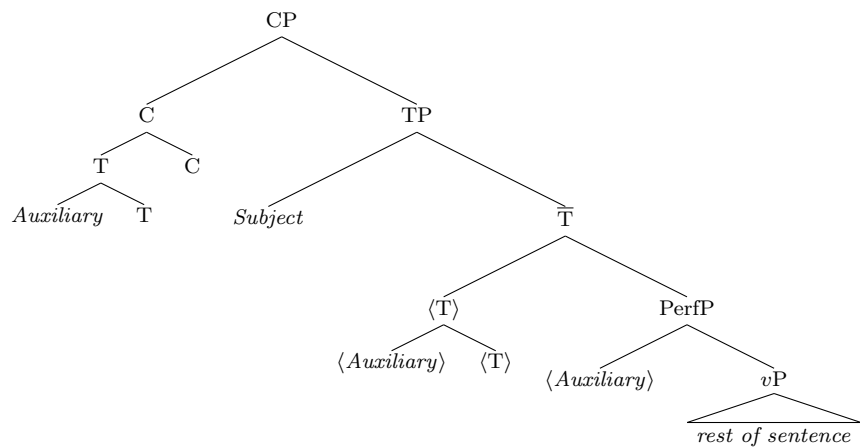 CP
C TP
T C
Auxiliary T Subject T̅
⟨T⟩ PerfP
⟨Auxiliary⟩ ⟨T⟩ ⟨Auxiliary⟩ vP
rest of sentence